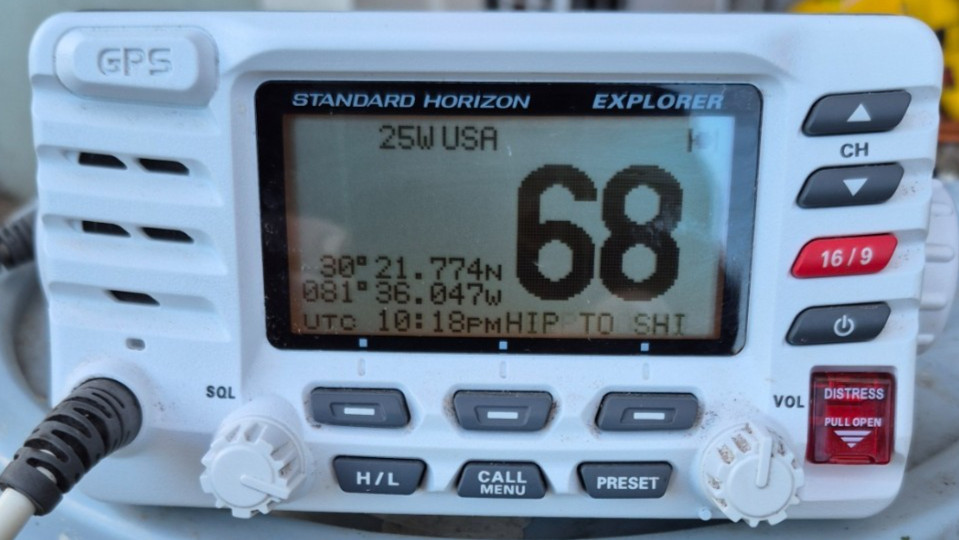 GPS
STANDARD HORIZON EXPLORER
25W USA
68
30° 21.774N
081° 36.047W
UTC 10:18PM HIP TO SHI
CH
16 / 9
SQL
VOL
DISTRESS
PULL OPEN
H / L
CALL
MENU
PRESET